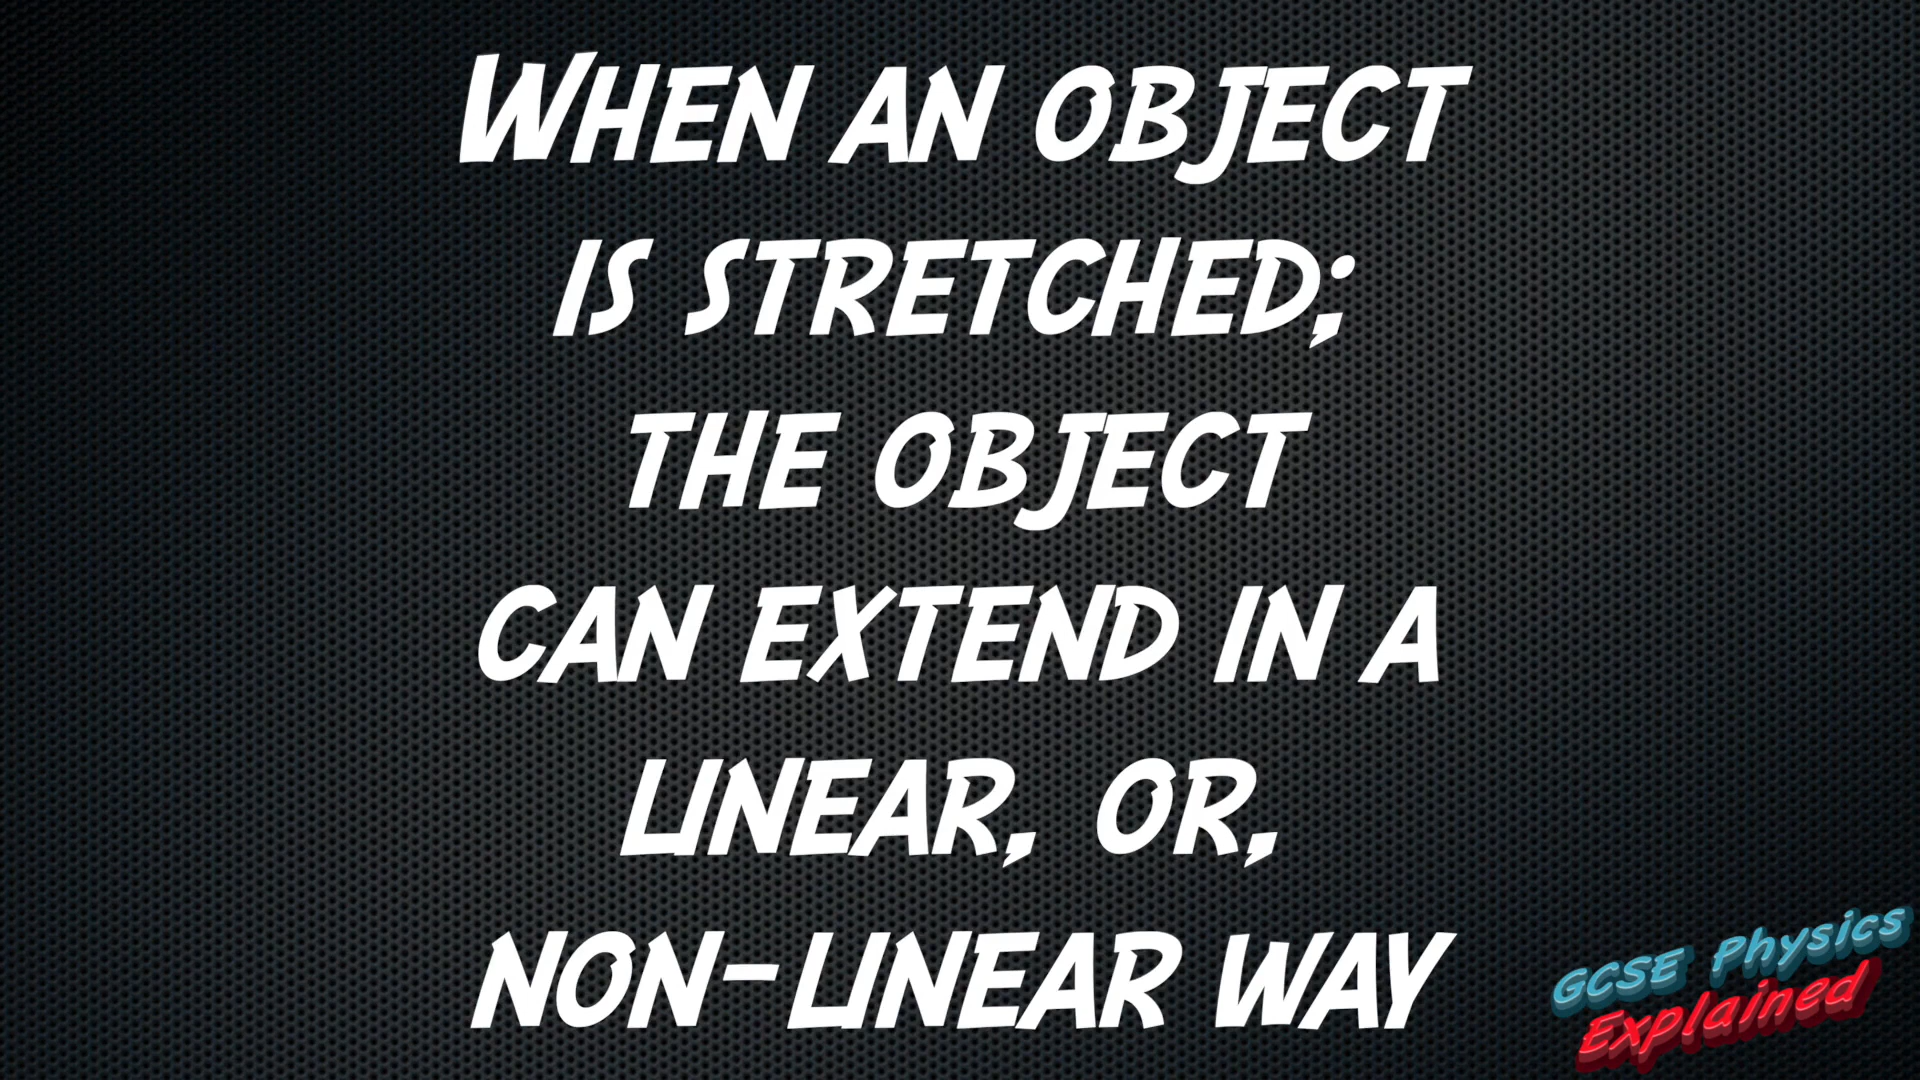 When an object
is stretched;
the object
can extend in a
linear, or,
non-linear way
GCSE Physics
Explained